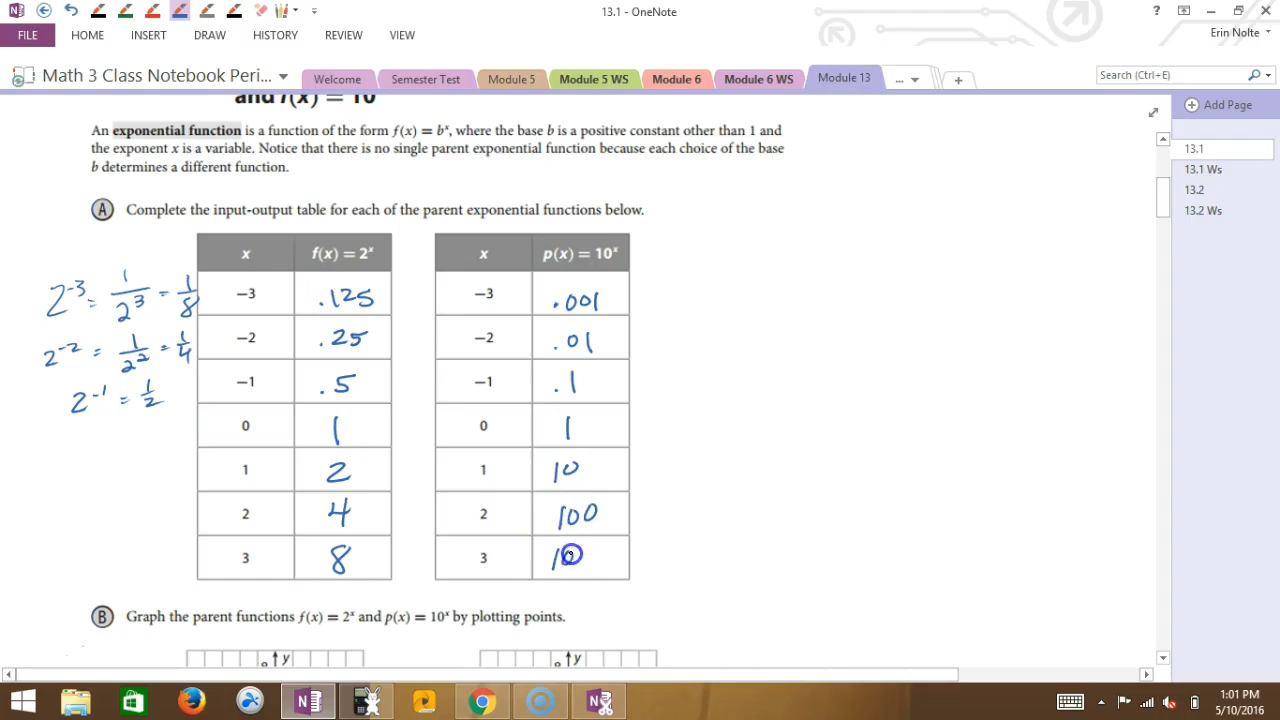 13.1 - OneNote
FILE HOME INSERT DRAW HISTORY REVIEW VIEW
Erin Nolte
Math 3 Class Notebook Peri...
Welcome Semester Test Module 5 Module 5 WS Module 6 Module 6 WS Module 13 ...
Search (Ctrl+E)
Add Page
13.1
13.1 Ws
13.2
13.2 Ws
and f(x) = 10
An exponential function is a function of the form f(x) = bˣ, where the base b is a positive constant other than 1 and
the exponent x is a variable. Notice that there is no single parent exponential function because each choice of the base
b determines a different function.
A Complete the input-output table for each of the parent exponential functions below.
x f(x) = 2ˣ
−3 .125
−2 .25
−1 .5
0 1
1 2
2 4
3 8
x p(x) = 10ˣ
−3 .001
−2 .01
−1 .1
0 1
1 10
2 100
3 10
2⁻³ = 1/2³ = 1/8
2⁻² = 1/2² = 1/4
2⁻¹ = 1/2
B Graph the parent functions f(x) = 2ˣ and p(x) = 10ˣ by plotting points.
y
y
1:01 PM
5/10/2016